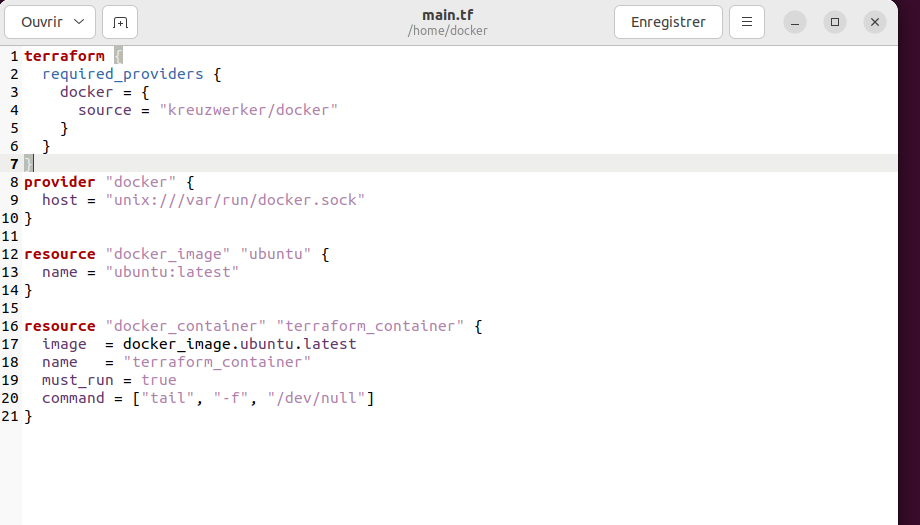 Ouvrir
main.tf
/home/docker
Enregistrer
1 terraform {
2   required_providers {
3     docker = {
4       source = "kreuzwerker/docker"
5     }
6   }
7 }
8 provider "docker" {
9   host = "unix:///var/run/docker.sock"
10 }
11
12 resource "docker_image" "ubuntu" {
13   name = "ubuntu:latest"
14 }
15
16 resource "docker_container" "terraform_container" {
17   image  = docker_image.ubuntu.latest
18   name   = "terraform_container"
19   must_run = true
20   command = ["tail", "-f", "/dev/null"]
21 }